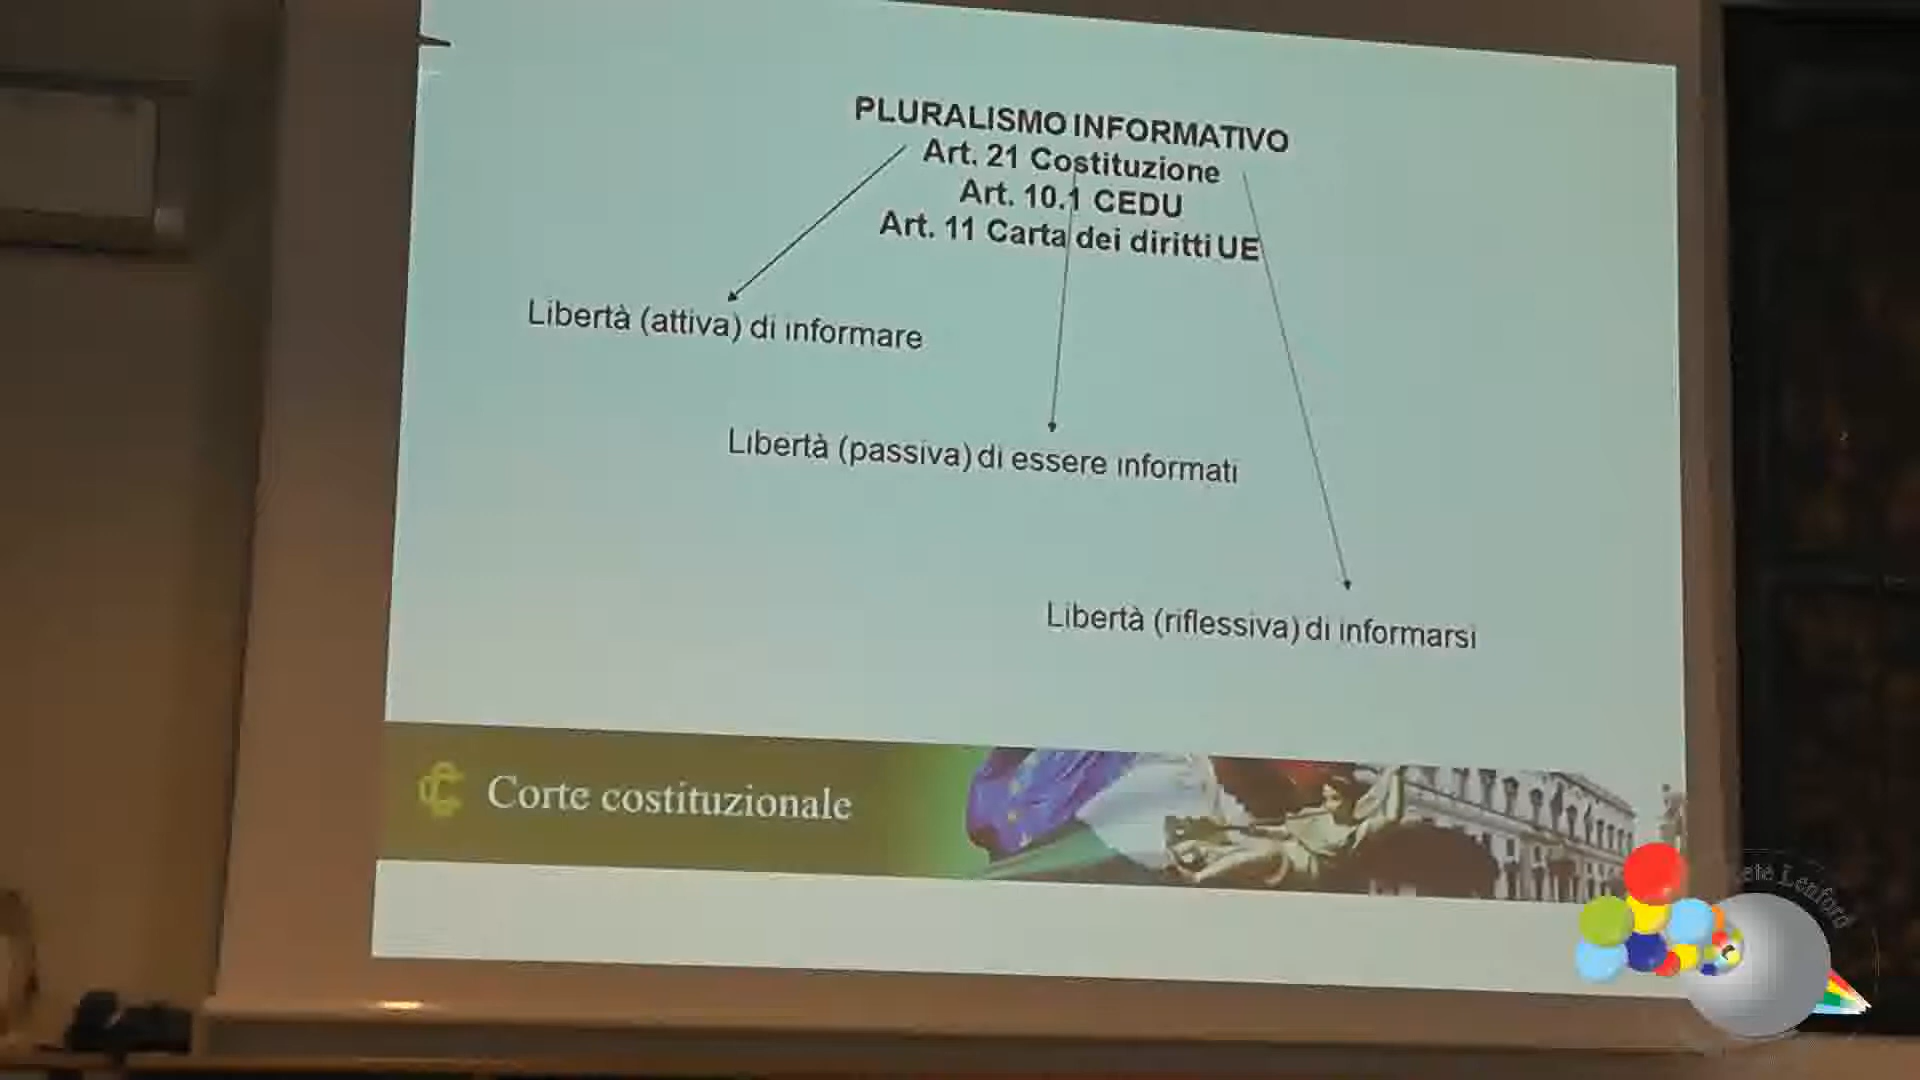 PLURALISMO INFORMATIVO
Art. 21 Costituzione
Art. 10.1 CEDU
Art. 11 Carta dei diritti UE
Libertà (attiva) di informare
Libertà (passiva) di essere informati
Libertà (riflessiva) di informarsi
Corte costituzionale
Lenford